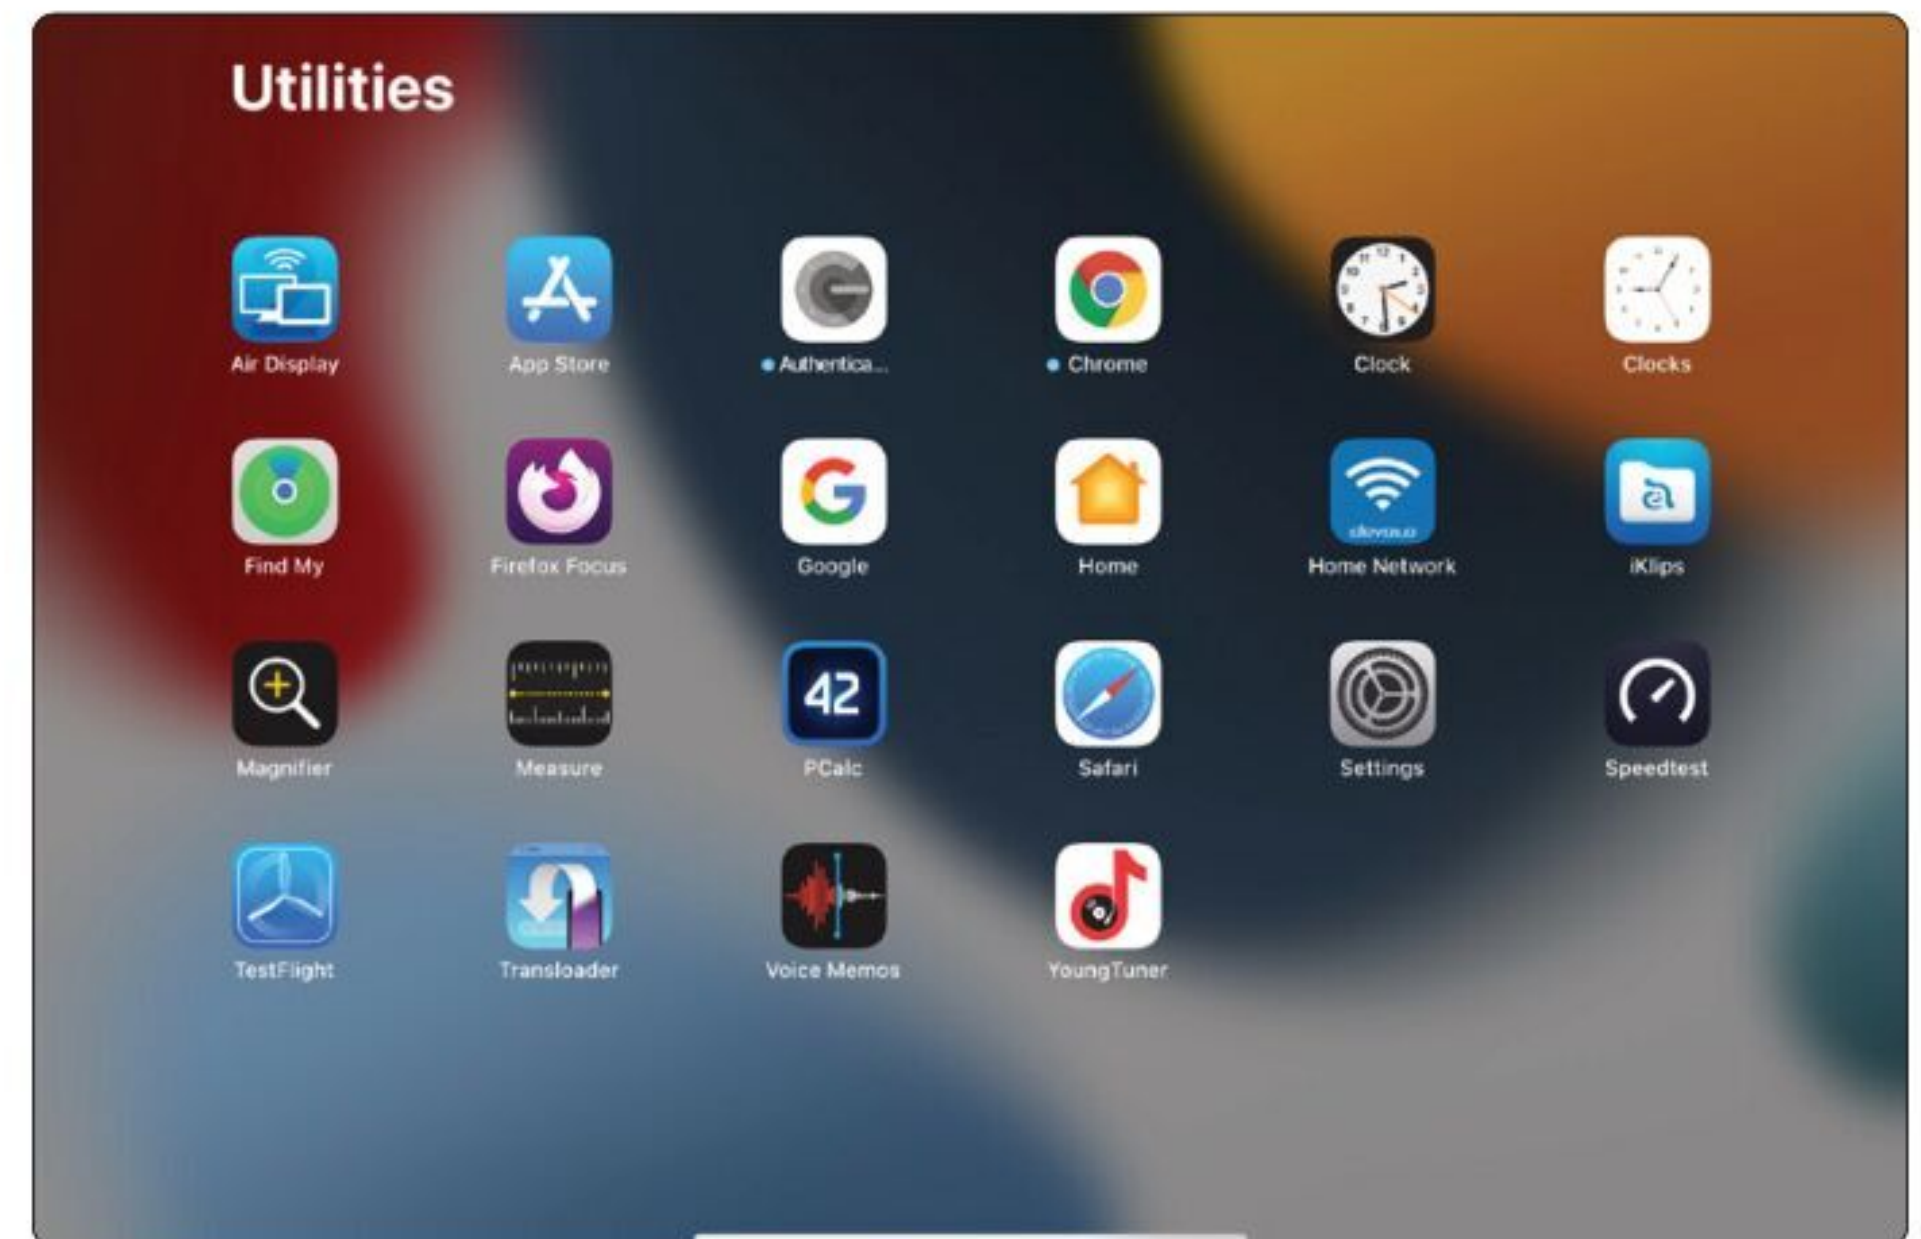 Utilities
Air Display
App Store
Authentica...
Chrome
Clock
Clocks
devolo
Find My
Firefox Focus
Google
Home
Home Network
iKlips
42
Magnifier
Measure
PCalc
Safari
Settings
Speedtest
TestFlight
Transloader
Voice Memos
YoungTuner